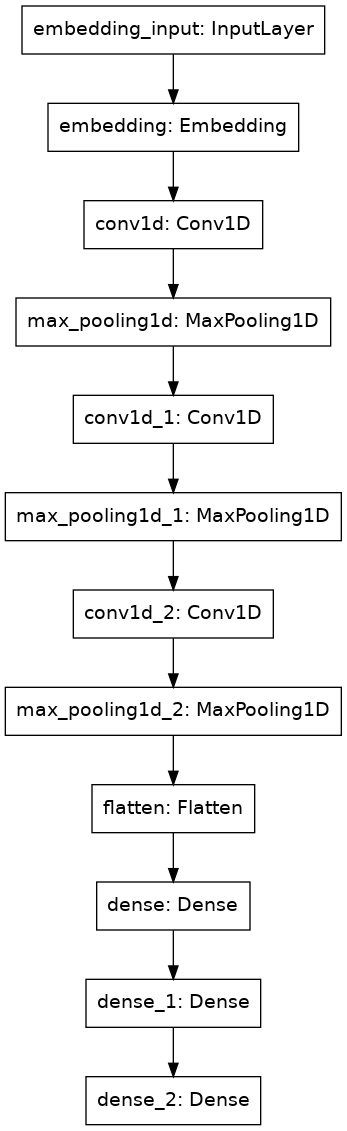 embedding_input: InputLayer
embedding: Embedding
conv1d: Conv1D
max_pooling1d: MaxPooling1D
conv1d_1: Conv1D
max_pooling1d_1: MaxPooling1D
conv1d_2: Conv1D
max_pooling1d_2: MaxPooling1D
flatten: Flatten
dense: Dense
dense_1: Dense
dense_2: Dense